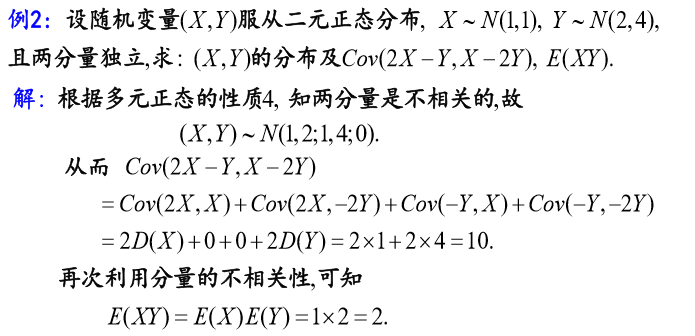 例2：设随机变量(X,Y)服从二元正态分布, X ~ N(1,1), Y ~ N(2,4),
且两分量独立,求：(X,Y)的分布及Cov(2X－Y,X－2Y), E(XY).
解：根据多元正态的性质4, 知两分量是不相关的,故
(X,Y) ~ N(1,2;1,4;0).
从而 Cov(2X－Y,X－2Y)
=Cov(2X,X)+Cov(2X,－2Y)+Cov(－Y,X)+Cov(－Y,－2Y)
=2D(X)+0+0+2D(Y)=2×1+2×4=10.
再次利用分量的不相关性,可知
E(XY)=E(X)E(Y)=1×2=2.